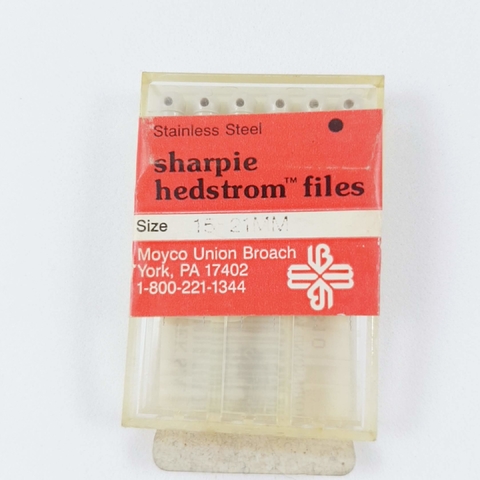 Stainless Steel
sharpie
hedstrom™ files
Size 15 21MM
Moyco Union Broach
York, PA 17402
1-800-221-1344